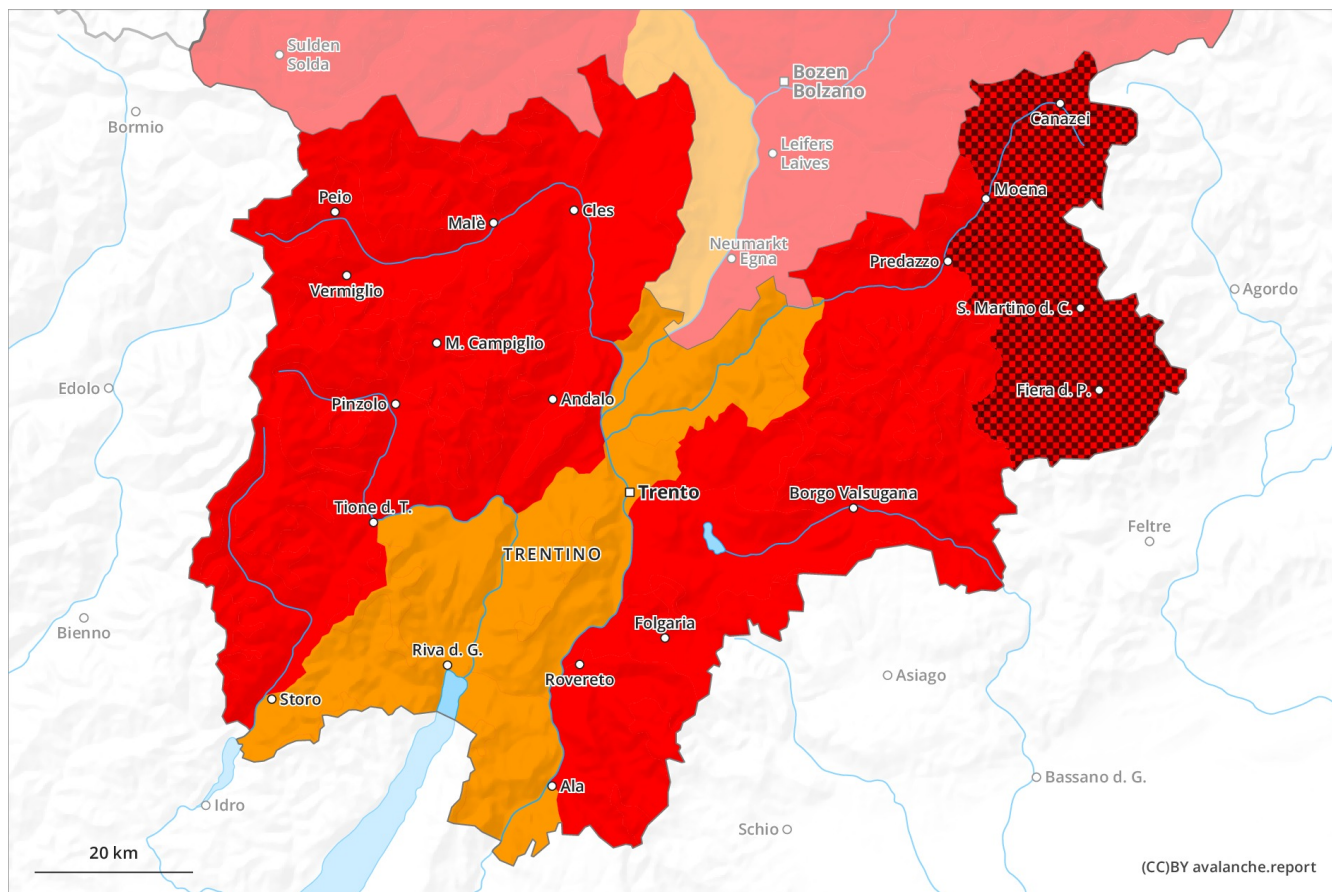 Sulden
Solda
Bozen
Bolzano
Bormio
Canazei
Leifers
Laives
Moena
Peio
Malè
Cles
Neumarkt
Egna
Predazzo
Vermiglio
Agordo
S. Martino d. C.
M. Campiglio
Edolo
Fiera d. P.
Pinzolo
Andalo
Trento
Borgo Valsugana
Tione d. T.
Feltre
TRENTINO
Bienno
Folgaria
Riva d. G.
Rovereto
Asiago
Storo
Bassano d. G.
Ala
Idro
Schio
20 km
(CC)BY avalanche.report